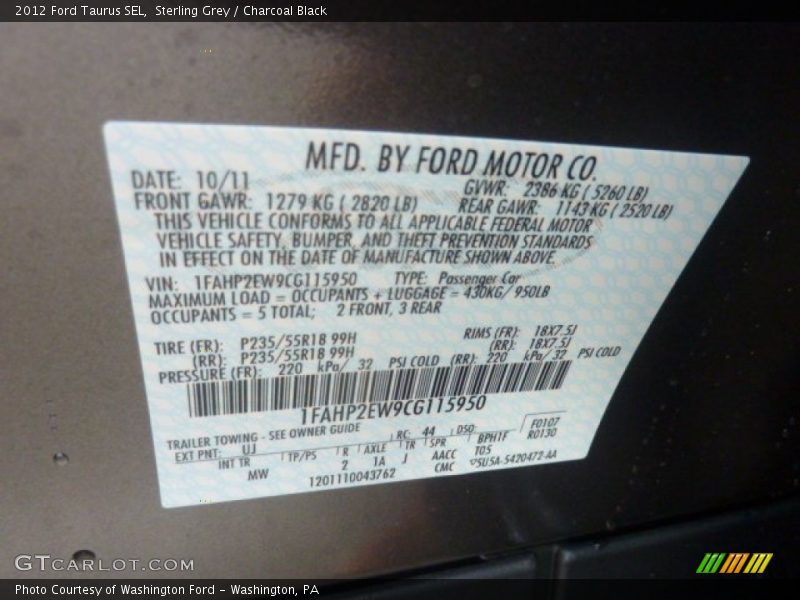 2012 Ford Taurus SEL, Sterling Grey / Charcoal Black
MFD. BY FORD MOTOR CO.
DATE: 10/11 GVWR: 2386 KG ( 5260 LB)
FRONT GAWR: 1279 KG ( 2820 LB) REAR GAWR: 1143 KG ( 2520 LB)
THIS VEHICLE CONFORMS TO ALL APPLICABLE FEDERAL MOTOR
VEHICLE SAFETY, BUMPER, AND THEFT PREVENTION STANDARDS
IN EFFECT ON THE DATE OF MANUFACTURE SHOWN ABOVE.
VIN: 1FAHP2EW9CG115950 TYPE: Passenger Car
MAXIMUM LOAD = OCCUPANTS + LUGGAGE = 430KG/ 950LB
OCCUPANTS = 5 TOTAL; 2 FRONT, 3 REAR
TIRE (FR): P235/55R18 99H RIMS (FR): 18X7.5J
(RR): P235/55R18 99H (RR): 18X7.5J
PRESSURE (FR): 220 kPa/ 32 PSI COLD (RR): 220 kPa/ 32 PSI COLD
1FAHP2EW9CG115950
TRAILER TOWING - SEE OWNER GUIDE RC: 44 DSO: F0107
EXT PNT: UJ R0130
INT TR TP/PS R AXLE TR SPR BPH1F
MW 2 1A J AACC T05
1201110043762 CMC 5U5A-5420472-AA
GTCARLOT.COM
Photo Courtesy of Washington Ford - Washington, PA